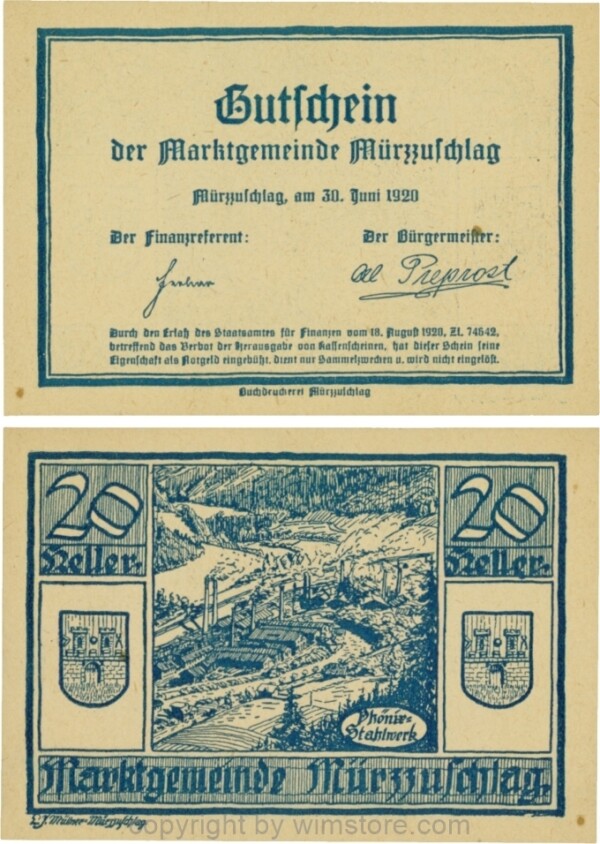 Gutschein
der Marktgemeinde Mürzzuschlag
Mürzzuschlag, am 30. Juni 1920
Der Finanzreferent: Der Bürgermeister:
Preprost
Durch den Erlaß des Staatsamtes für Finanzen vom 18. August 1920, Zl. 74642,
betreffend das Verbot der Herausgabe von Kassenscheinen, hat dieser Schein seine
Eigenschaft als Notgeld eingebüßt, dient nur Sammelzwecken u. wird nicht eingelöst.
Buchdruckerei Mürzzuschlag
20 20
Heller. Heller.
Phönix-
Stahlwerk
Marktgemeinde Mürzzuschlag.
Mürzzuschlag
copyright by wimstore.com